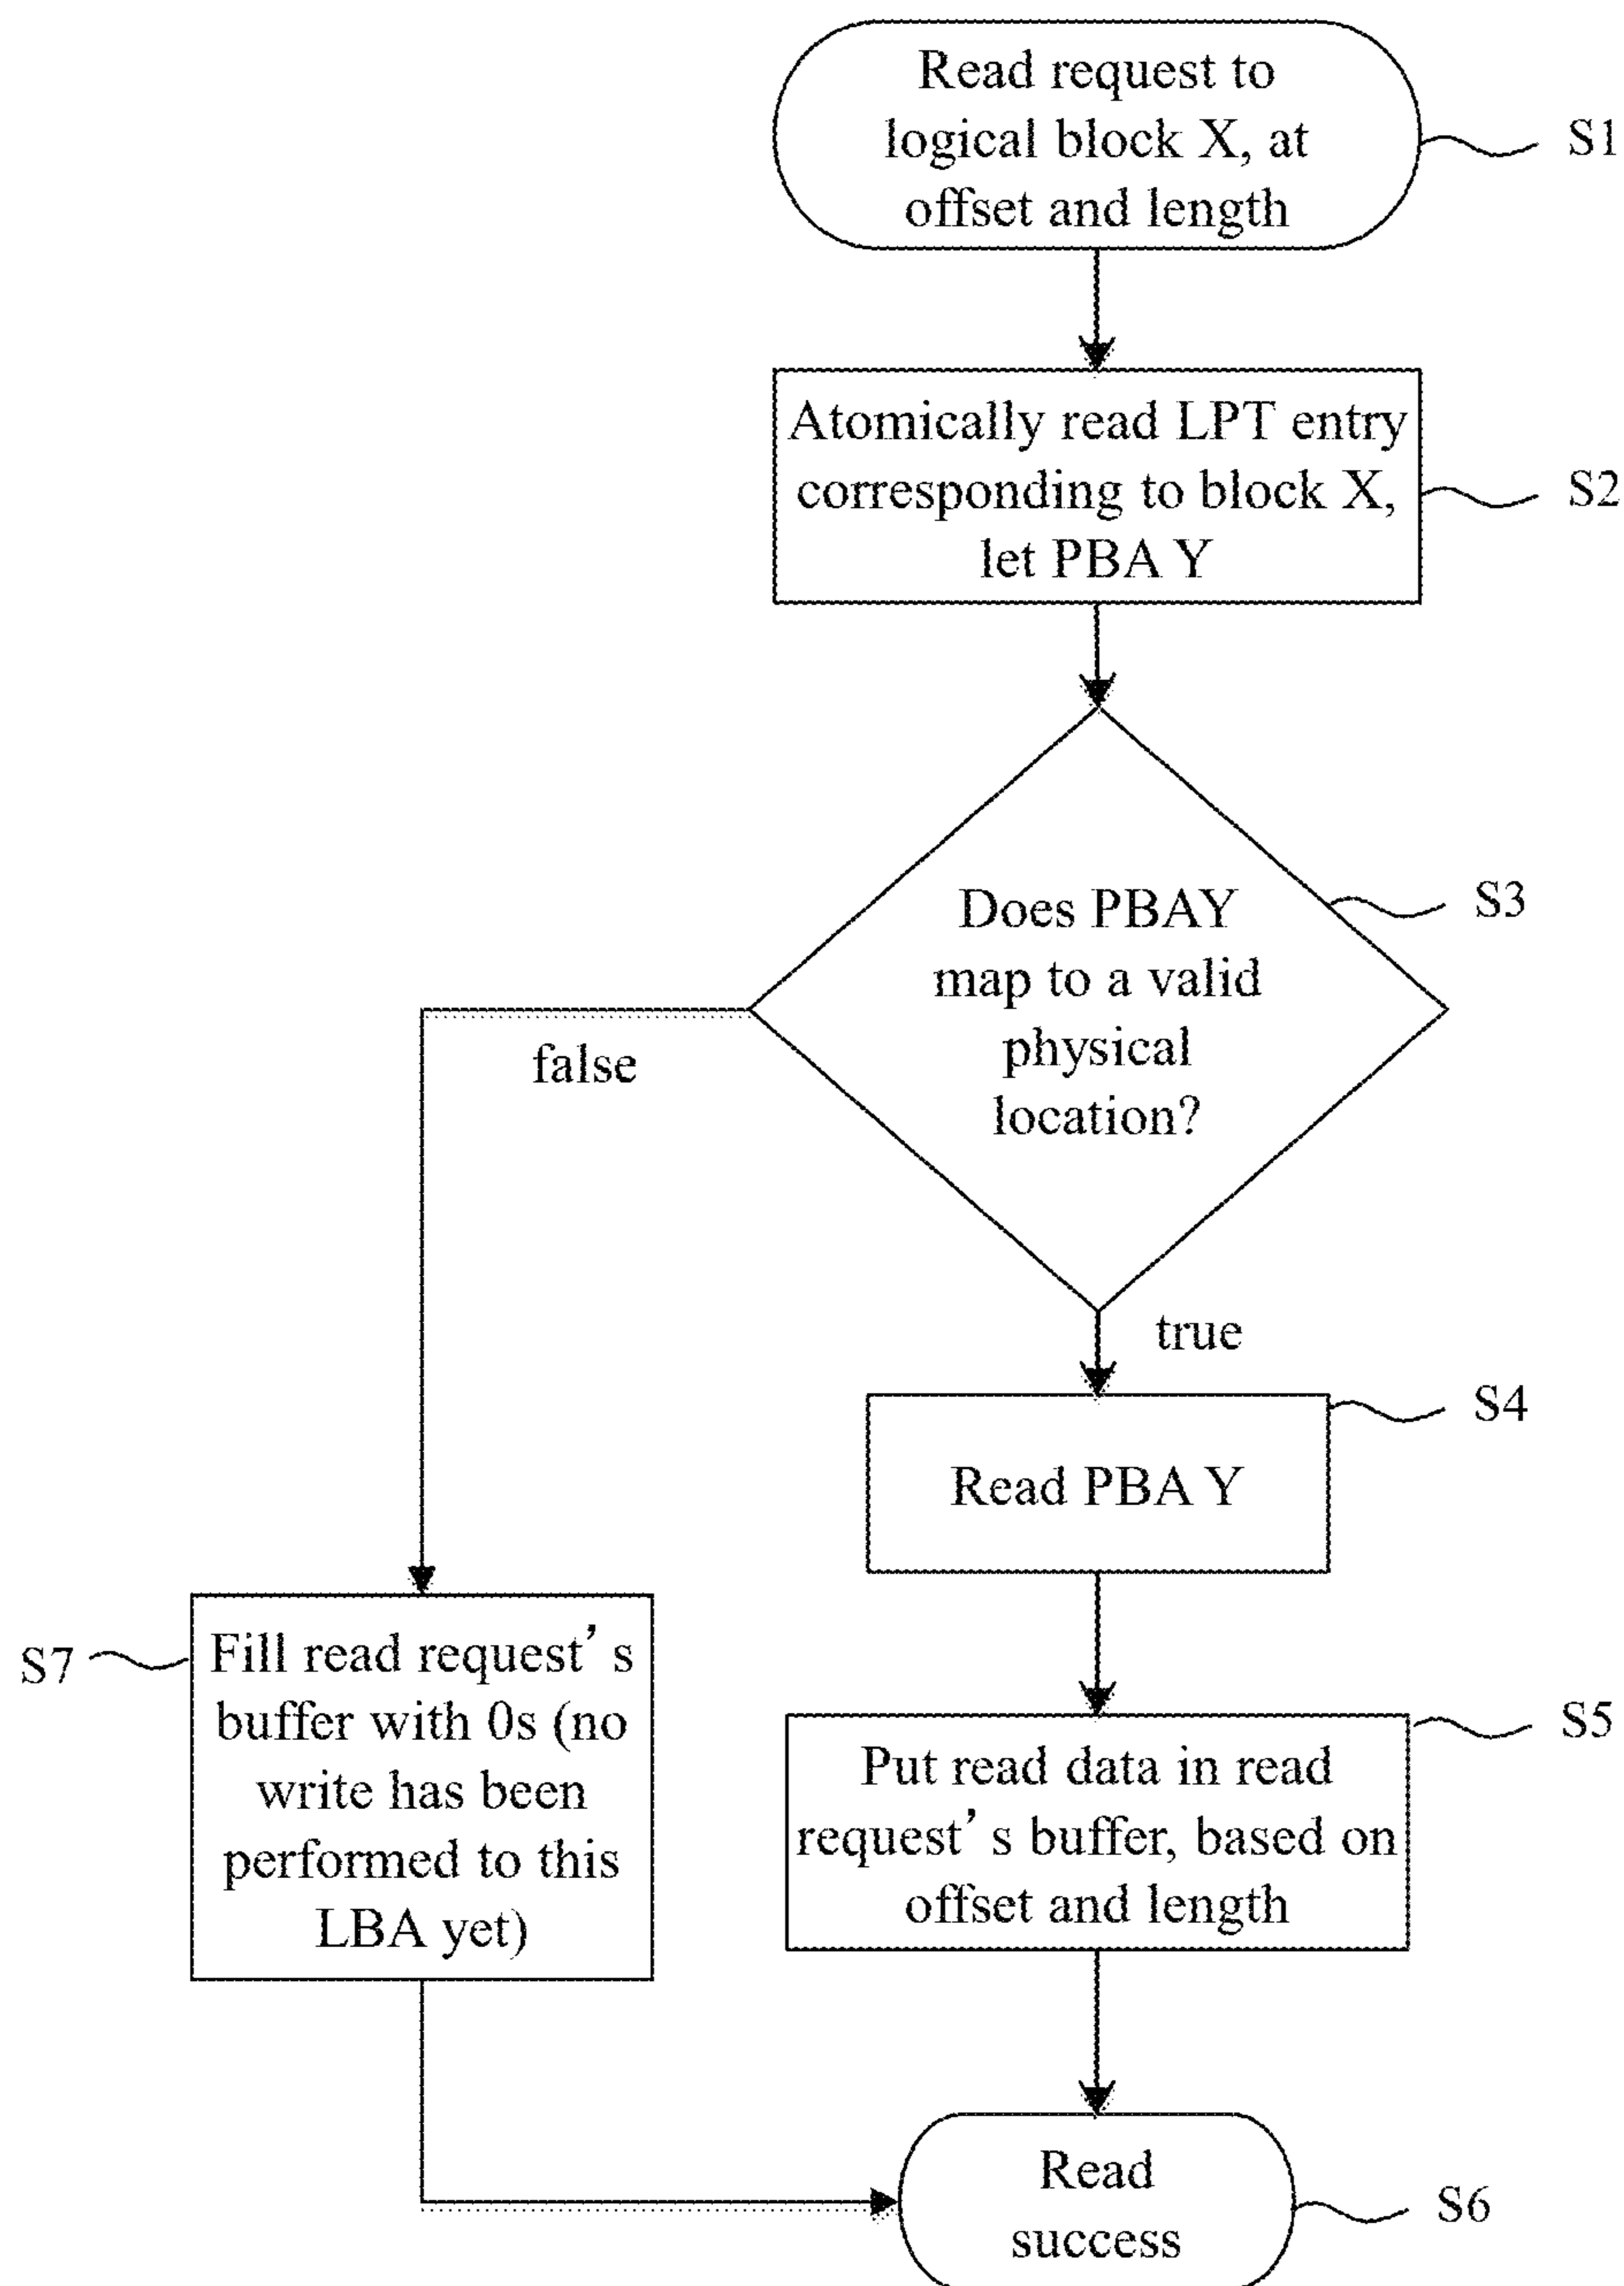 Read request to
logical block X, at
offset and length
S1
Atomically read LPT entry
corresponding to block X,
let PBA Y
S2
Does PBAY
map to a valid
physical
location?
S3
false
true
Read PBA Y
S4
Fill read request’ s
buffer with 0s (no
write has been
performed to this
LBA yet)
S7
Put read data in read
request’ s buffer, based on
offset and length
S5
Read
success
S6